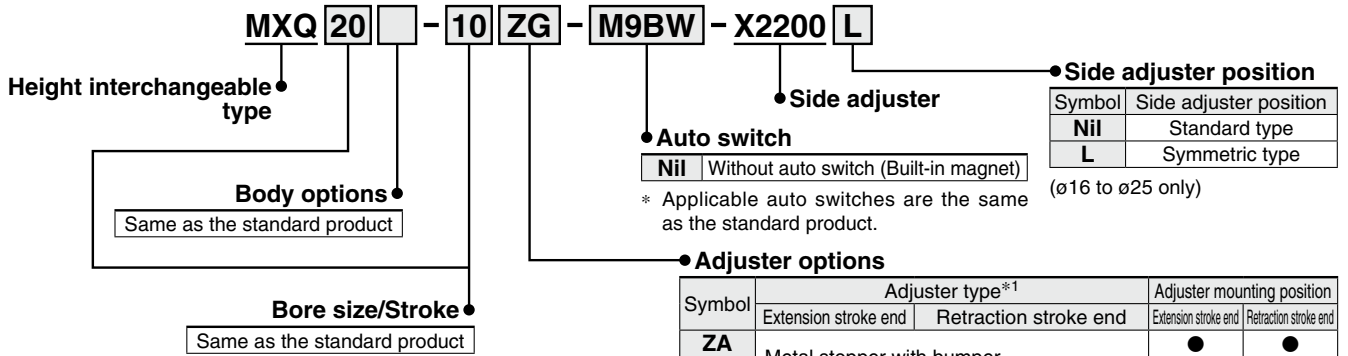 MXQ 20 - 10 ZG - M9BW - X2200 L
Height interchangeable
type
Body options
Same as the standard product
Bore size/Stroke
Same as the standard product
Side adjuster
Auto switch
Nil Without auto switch (Built-in magnet)
* Applicable auto switches are the same
as the standard product.
Side adjuster position
Symbol Side adjuster position
Nil Standard type
L Symmetric type
(ø16 to ø25 only)
Adjuster options
Symbol Adjuster type*1 Adjuster mounting position
Extension stroke end Retraction stroke end Extension stroke end Retraction stroke end
ZA Metal stopper with bumper ● ●